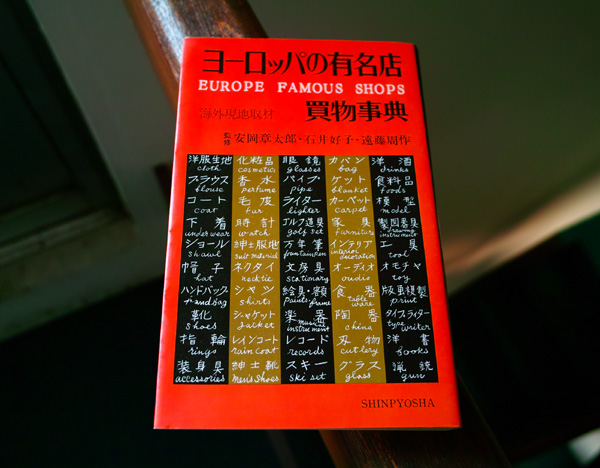 ヨーロッパの有名店
EUROPE FAMOUS SHOPS
海外現地取材
買物事典
監修 安岡章太郎・石井好子・遠藤周作
洋服生地 化粧品 眼鏡 カバン 洋酒
cloth cosmetics glasses bag drinks
ブラウス 香水 パイプ ケット 食料品
blouse perfume pipe blanket foods
コート 毛皮 ライター カーペット 模型
coat fur lighter carpet model
下着 時計 ゴルフ道具 家具 製図器具
underwear watch golf set furniture drawing instrument
ショール 紳士服地 万年筆 インテリア 工具
shawl suit material fountain pen interior decoration tool
帽子 ネクタイ 文房具 オーディオ オモチャ
hat necktie stationary oudios toy
ハンドバッグ シャツ 絵具・額 食器 版画複製
handbag shirts paints frame table ware print
靴 ジャケット 楽器 陶器 タイプライター
shoes jacket musical instrument china type writer
指輪 レインコート レコード 刃物 洋書
rings rain coat records cutlery books
装身具 紳士靴 スキー グラス 猟銃
accessories men's shoes ski set glass gun
SHINPYOSHA